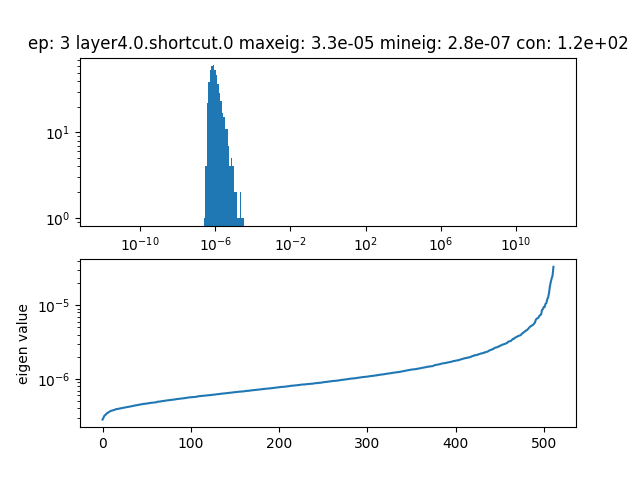 ep: 3 layer4.0.shortcut.0 maxeig: 3.3e-05 mineig: 2.8e-07 con: 1.2e+02
10¹
10⁰
10⁻¹⁰ 10⁻⁶ 10⁻² 10² 10⁶ 10¹⁰
eigen value
10⁻⁵
10⁻⁶
0 100 200 300 400 500